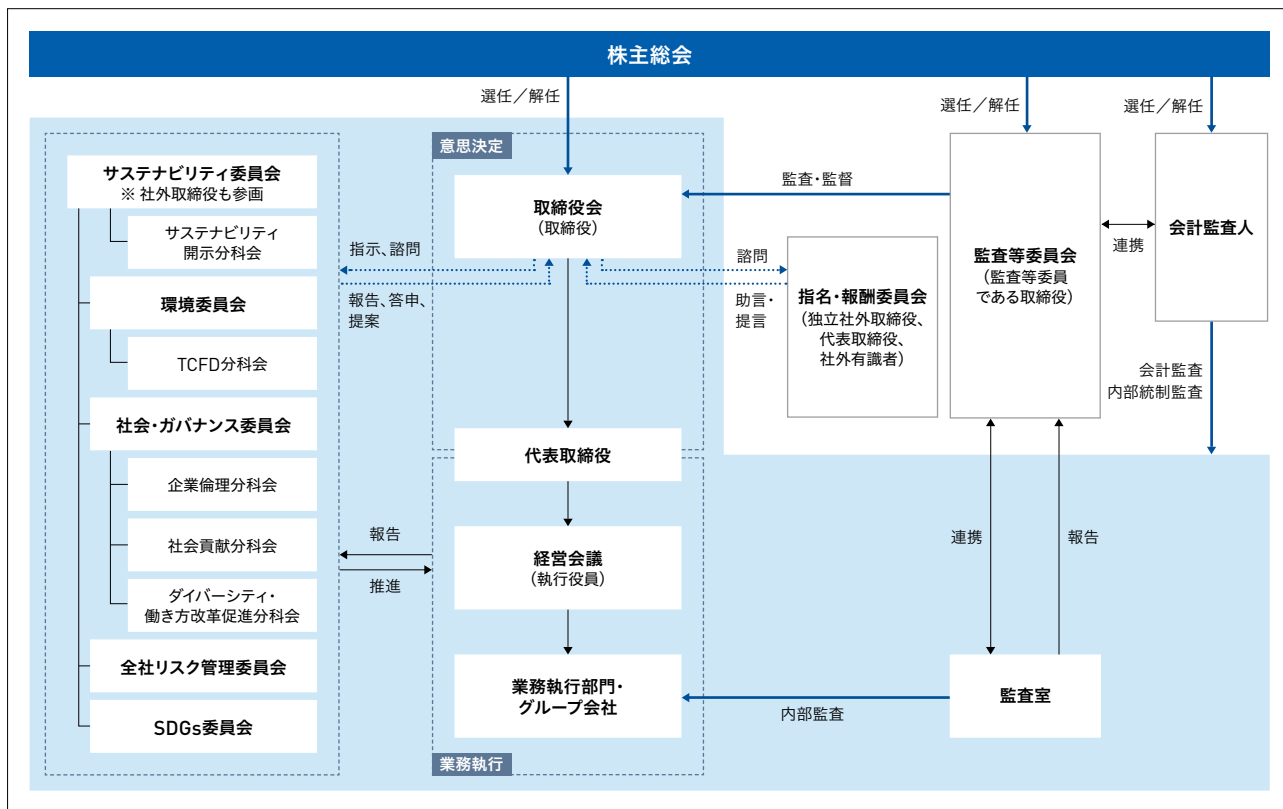 株主総会
選任／解任
選任／解任
選任／解任
意思決定
サステナビリティ委員会
※ 社外取締役も参画
サステナビリティ
開示分科会
環境委員会
TCFD分科会
社会・ガバナンス委員会
企業倫理分科会
社会貢献分科会
ダイバーシティ・
働き方改革促進分科会
全社リスク管理委員会
SDGs委員会
指示、諮問
報告、答申、
提案
報告
推進
取締役会
（取締役）
代表取締役
経営会議
（執行役員）
業務執行部門・
グループ会社
業務執行
監査・監督
諮問
助言・
提言
指名・報酬委員会
（独立社外取締役、
代表取締役、
社外有識者）
監査等委員会
（監査等委員
である取締役）
連携
会計監査人
会計監査
内部統制監査
連携
報告
内部監査
監査室